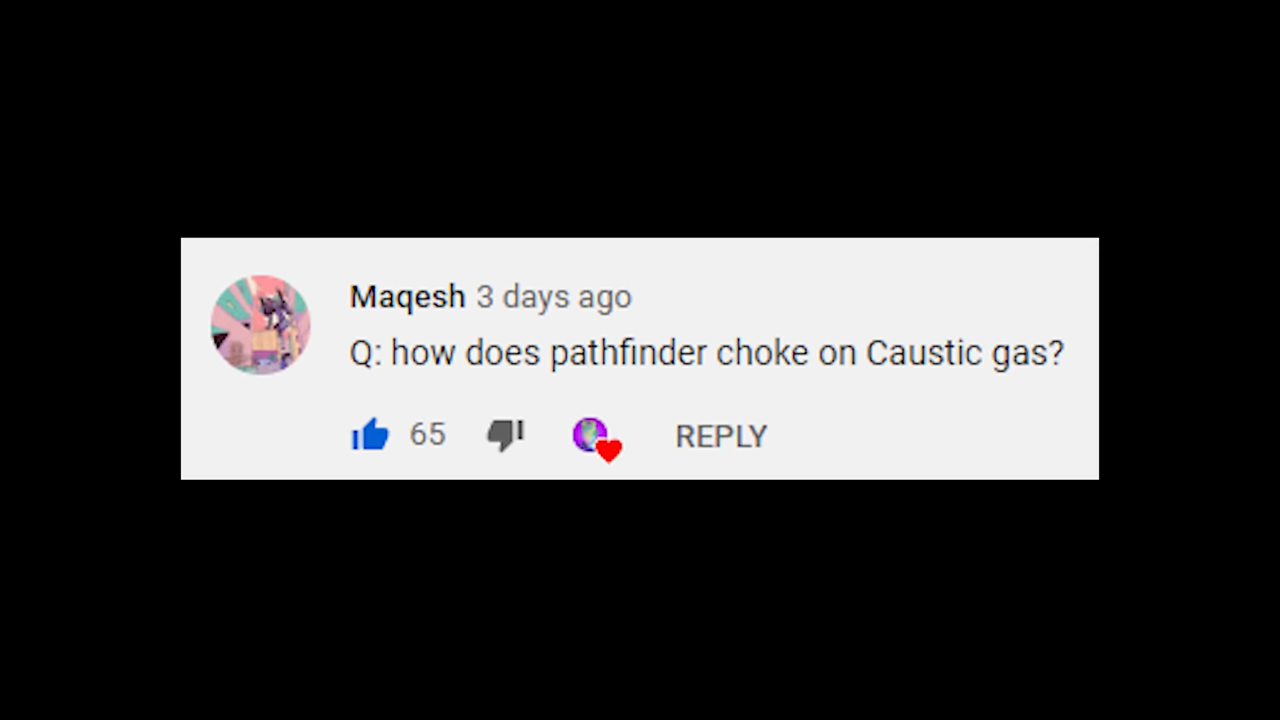 Maqesh 3 days ago
Q: how does pathfinder choke on Caustic gas?
65 REPLY